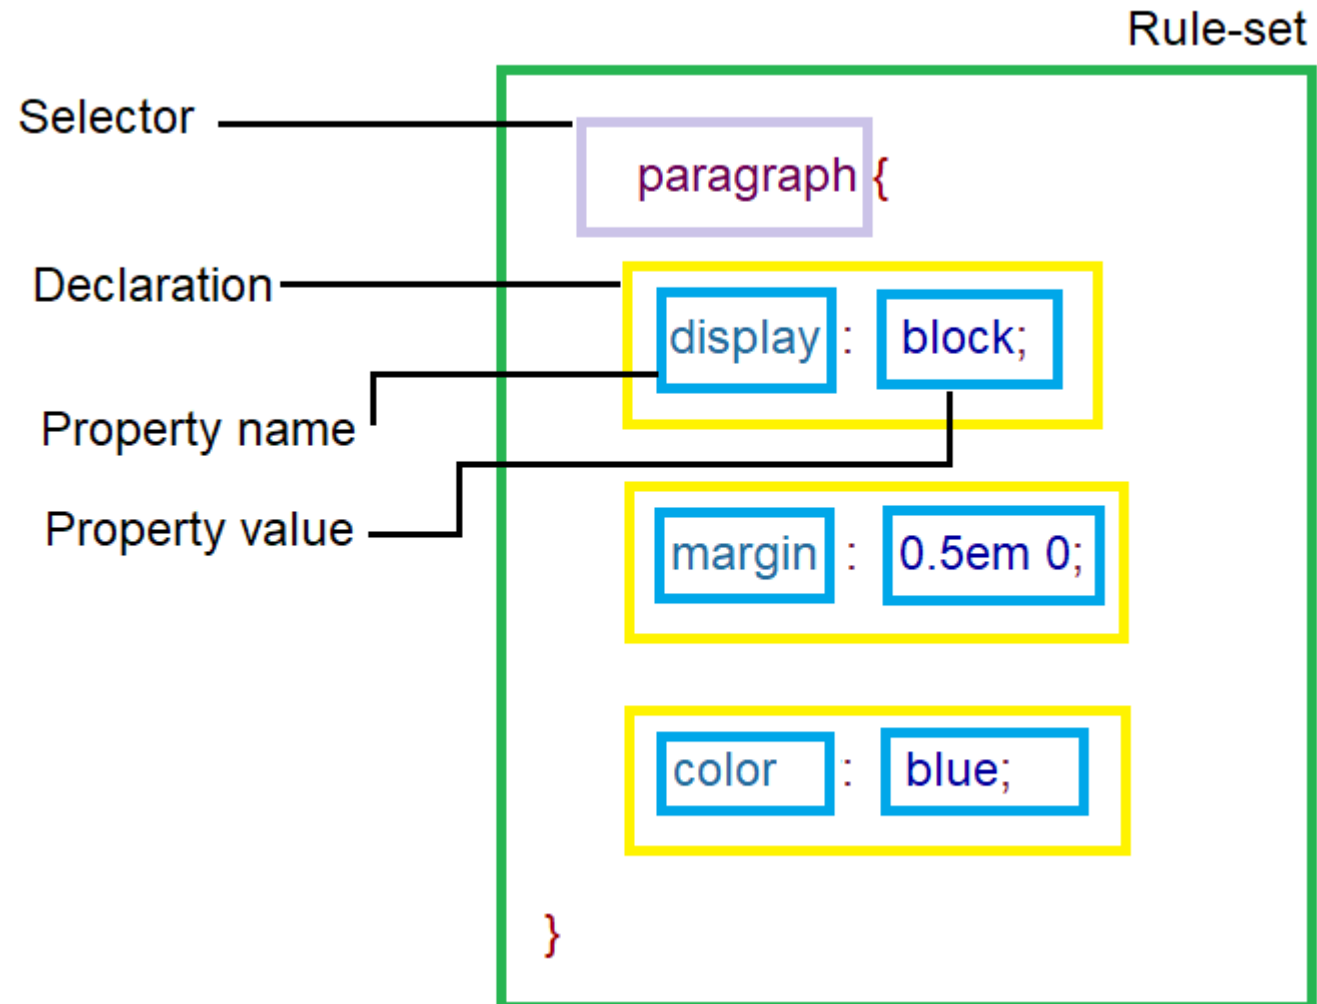 Rule-set
Selector
paragraph {
Declaration
display : block;
Property name
Property value
margin : 0.5em 0;
color : blue;
}